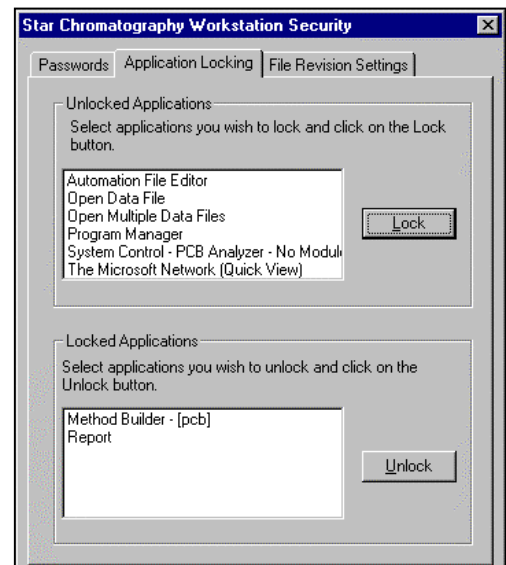 Star Chromatography Workstation Security
Passwords Application Locking File Revision Settings
Unlocked Applications
Select applications you wish to lock and click on the Lock
button.
Automation File Editor
Open Data File
Open Multiple Data Files
Program Manager
System Control - PCB Analyzer - No Modul
The Microsoft Network (Quick View)
Lock
Locked Applications
Select applications you wish to unlock and click on the
Unlock button.
Method Builder - [pcb]
Report
Unlock